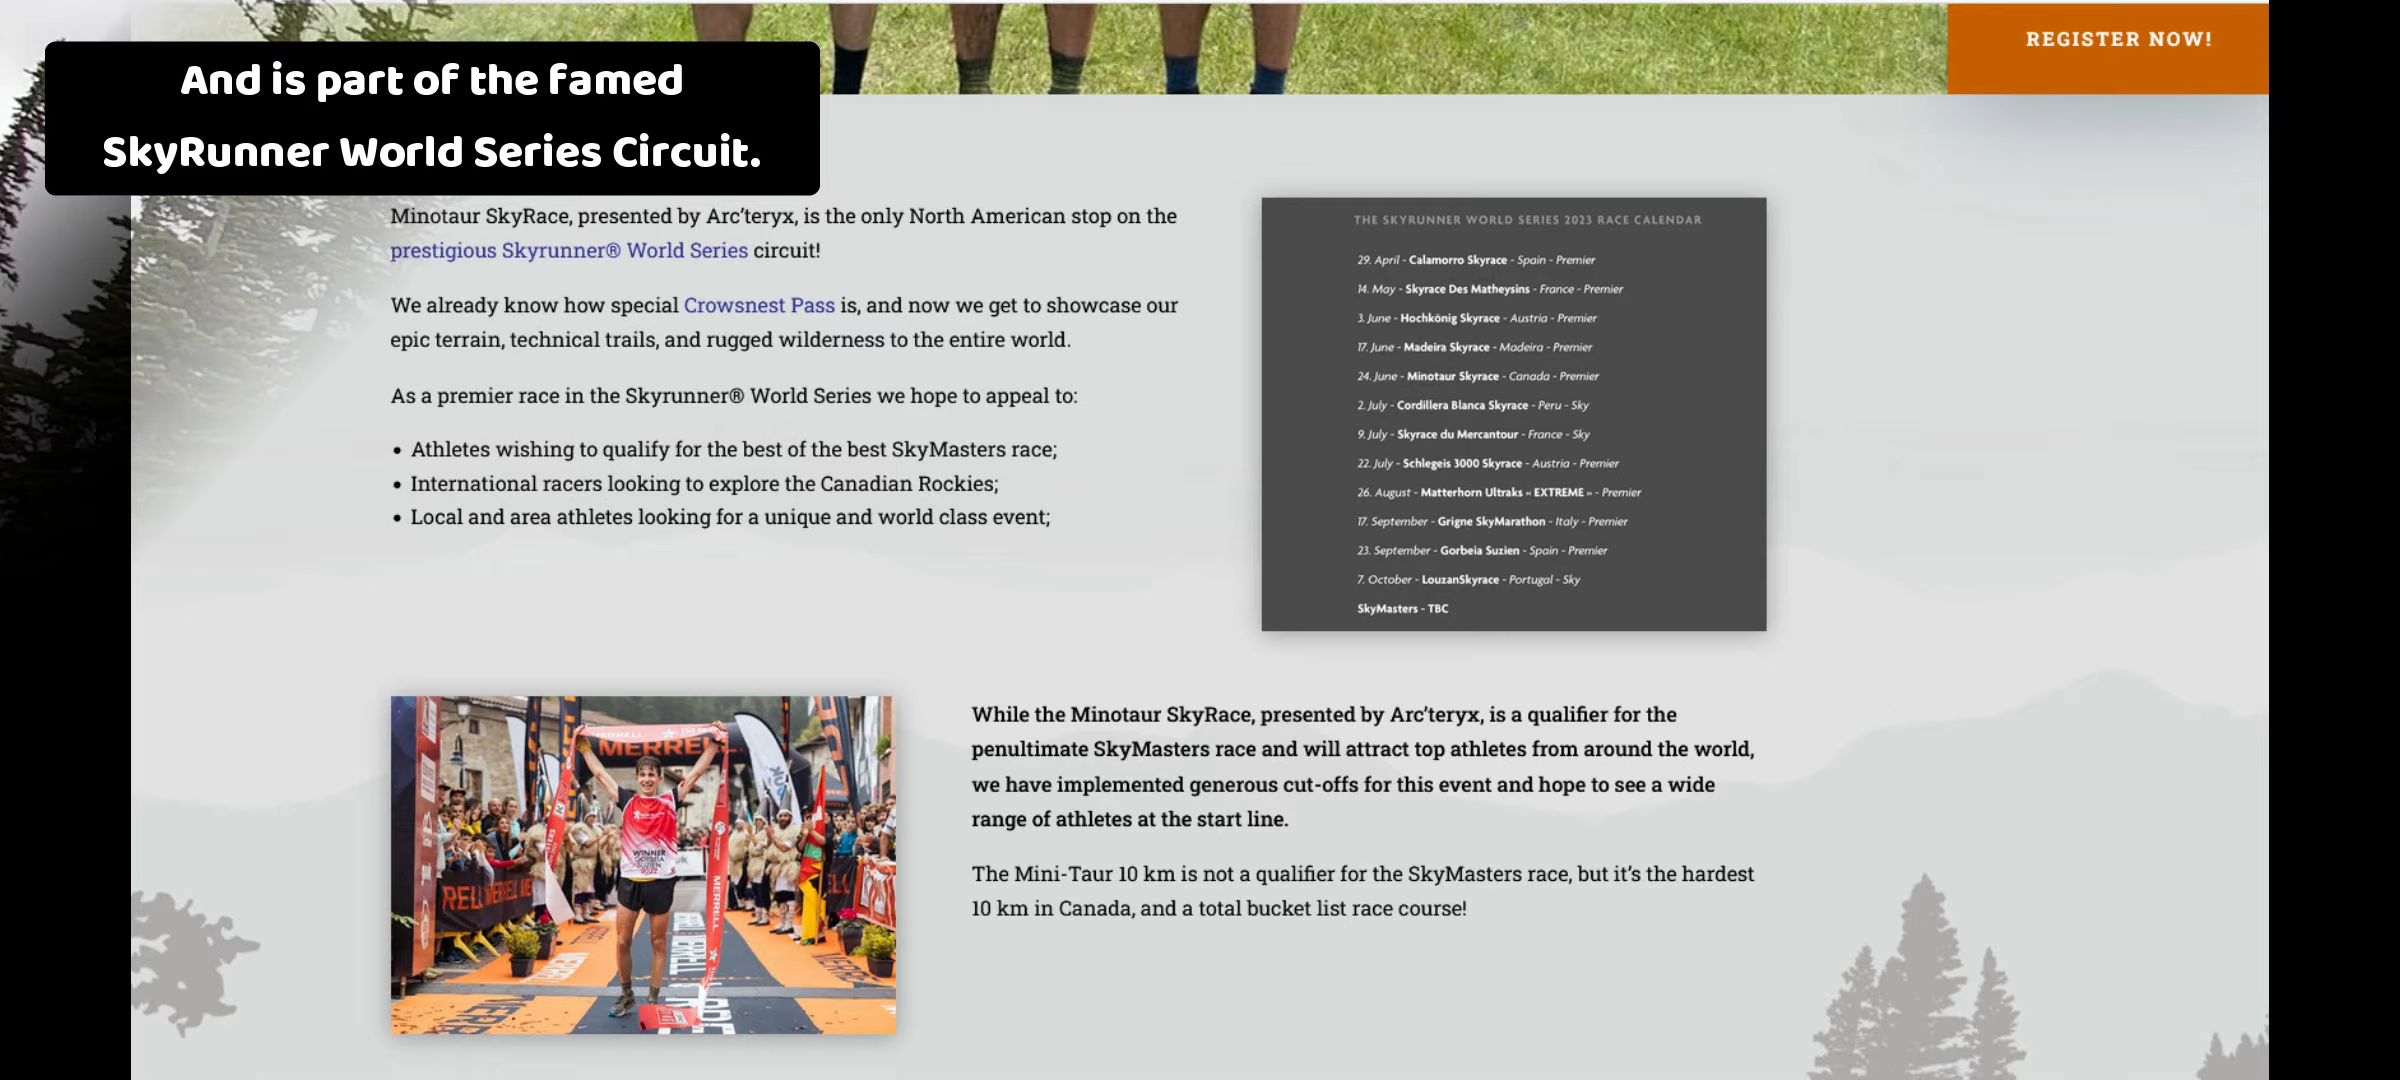 REGISTER NOW!
And is part of the famed
SkyRunner World Series Circuit.
Minotaur SkyRace, presented by Arc’teryx, is the only North American stop on the
prestigious Skyrunner® World Series circuit!
We already know how special Crowsnest Pass is, and now we get to showcase our
epic terrain, technical trails, and rugged wilderness to the entire world.
As a premier race in the Skyrunner® World Series we hope to appeal to:
• Athletes wishing to qualify for the best of the best SkyMasters race;
• International racers looking to explore the Canadian Rockies;
• Local and area athletes looking for a unique and world class event;
THE SKYRUNNER WORLD SERIES 2023 RACE CALENDAR
29. April - Calamorro Skyrace - Spain - Premier
14. May - Skyrace Des Matheysins - France - Premier
3. June - Hochkönig Skyrace - Austria - Premier
17. June - Madeira Skyrace - Madeira - Premier
24. June - Minotaur Skyrace - Canada - Premier
2. July - Cordillera Blanca Skyrace - Peru - Sky
9. July - Skyrace du Mercantour - France - Sky
22. July - Schlegeis 3000 Skyrace - Austria - Premier
26. August - Matterhorn Ultraks « EXTREME » - Premier
17. September - Grigne SkyMarathon - Italy - Premier
23. September - Gorbeia Suzien - Spain - Premier
7. October - LouzanSkyrace - Portugal - Sky
SkyMasters - TBC
MERRELL
MERREL
WINNER
GORBEIA
SUZIEN
2022
RELL MERRELL ME
MERRELL
While the Minotaur SkyRace, presented by Arc’teryx, is a qualifier for the
penultimate SkyMasters race and will attract top athletes from around the world,
we have implemented generous cut-offs for this event and hope to see a wide
range of athletes at the start line.
The Mini-Taur 10 km is not a qualifier for the SkyMasters race, but it’s the hardest
10 km in Canada, and a total bucket list race course!